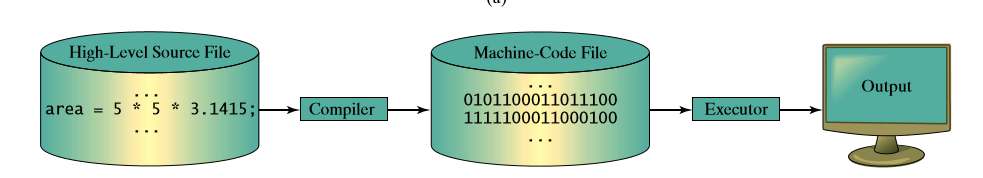 (a)
High-Level Source File
...
area = 5 * 5 * 3.1415;
...
Compiler
Machine-Code File
...
0101100011011100
1111100011000100
...
Executor
Output